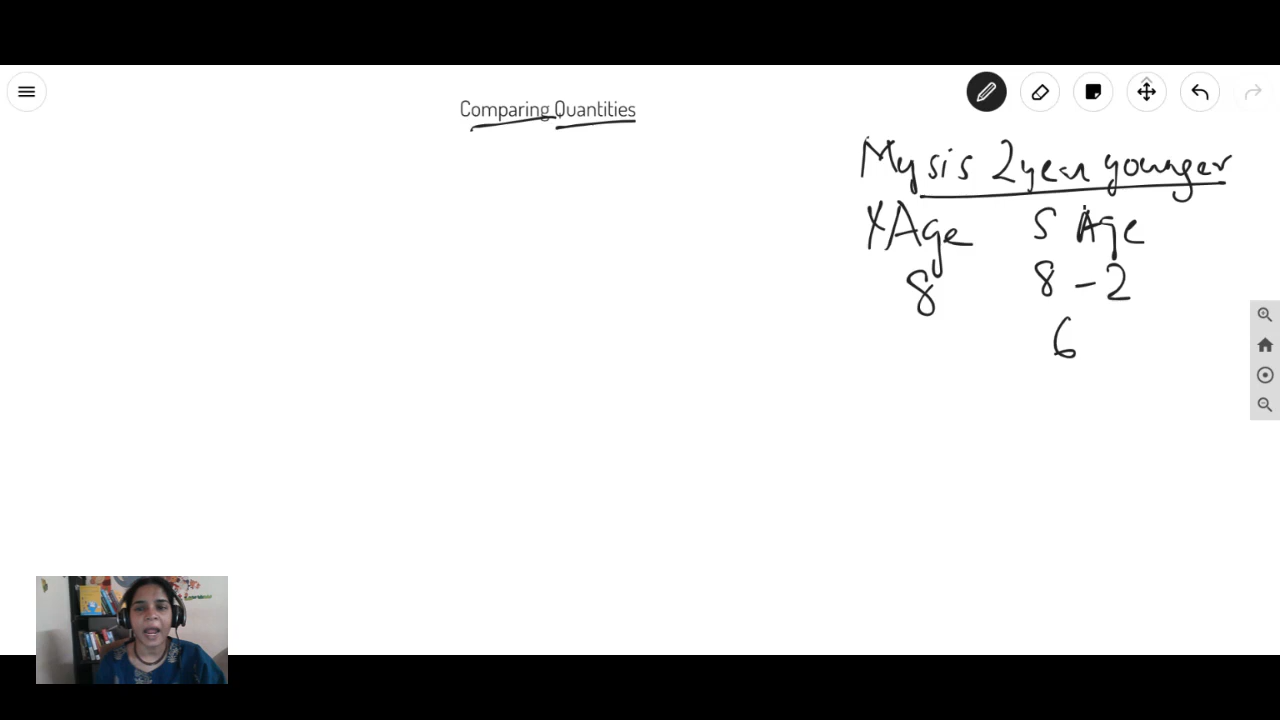 Comparing Quantities
My sis 2 year younger
Y Age S Age
8 8 - 2
6